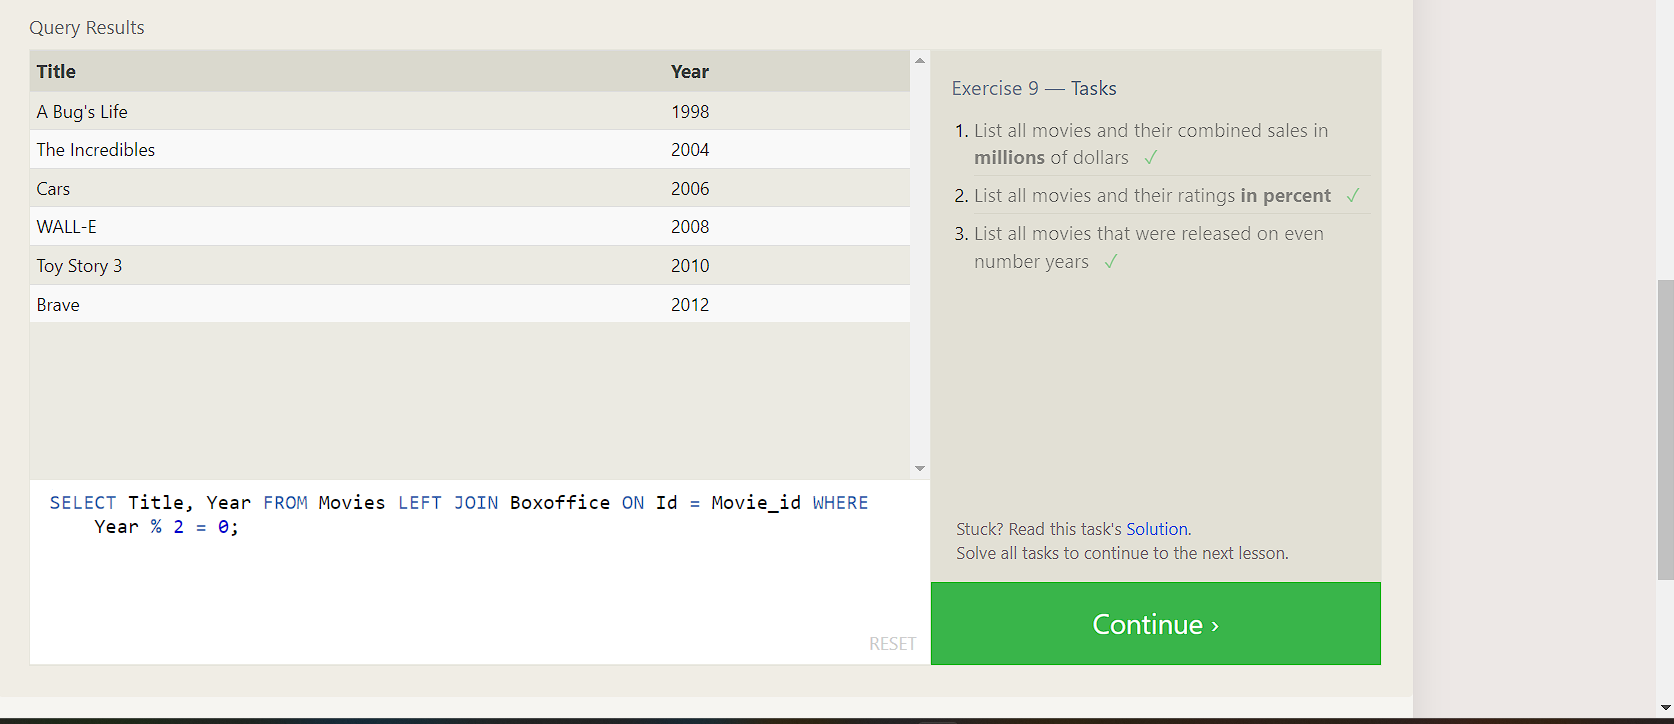 Query Results
Title Year
A Bug's Life 1998
The Incredibles 2004
Cars 2006
WALL-E 2008
Toy Story 3 2010
Brave 2012
SELECT Title, Year FROM Movies LEFT JOIN Boxoffice ON Id = Movie_id WHERE
Year % 2 = 0;
RESET
Exercise 9 — Tasks
1. List all movies and their combined sales in
millions of dollars ✓
2. List all movies and their ratings in percent ✓
3. List all movies that were released on even
number years ✓
Stuck? Read this task's Solution.
Solve all tasks to continue to the next lesson.
Continue ›